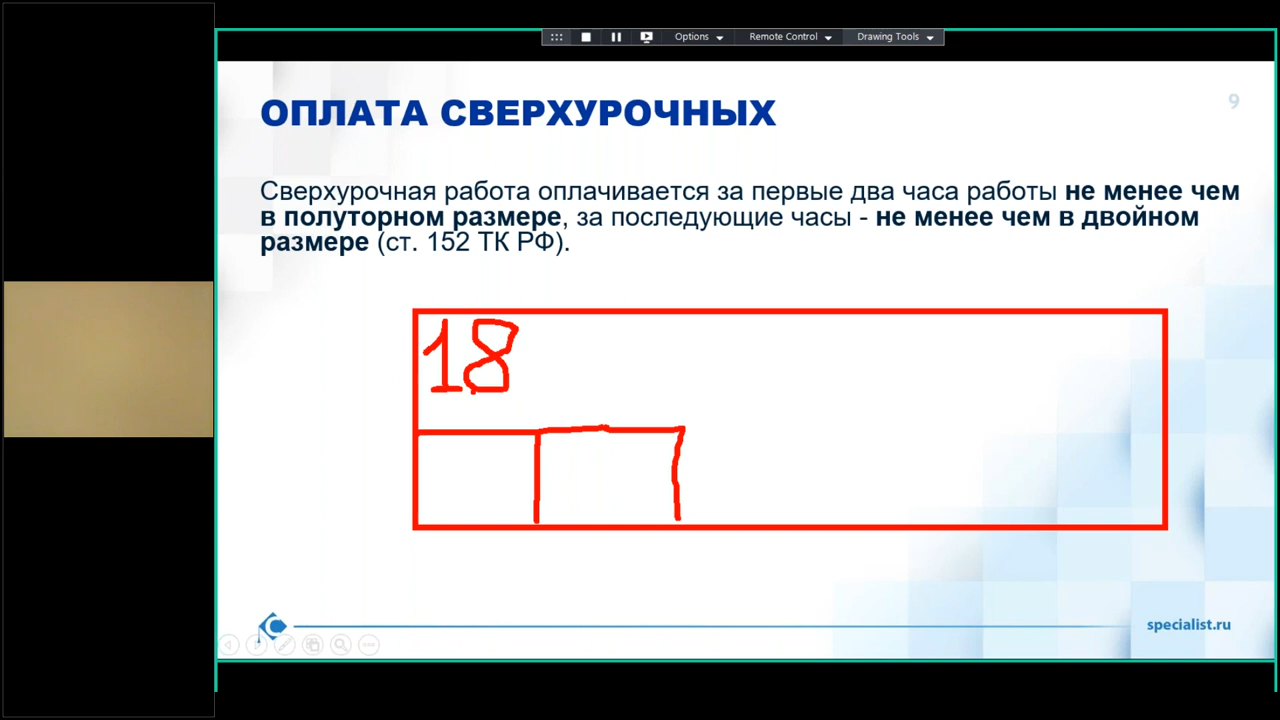 Options
Remote Control
Drawing Tools
ОПЛАТА СВЕРХУРОЧНЫХ
9
Сверхурочная работа оплачивается за первые два часа работы не менее чем
в полуторном размере, за последующие часы - не менее чем в двойном
размере (ст. 152 ТК РФ).
18
specialist.ru